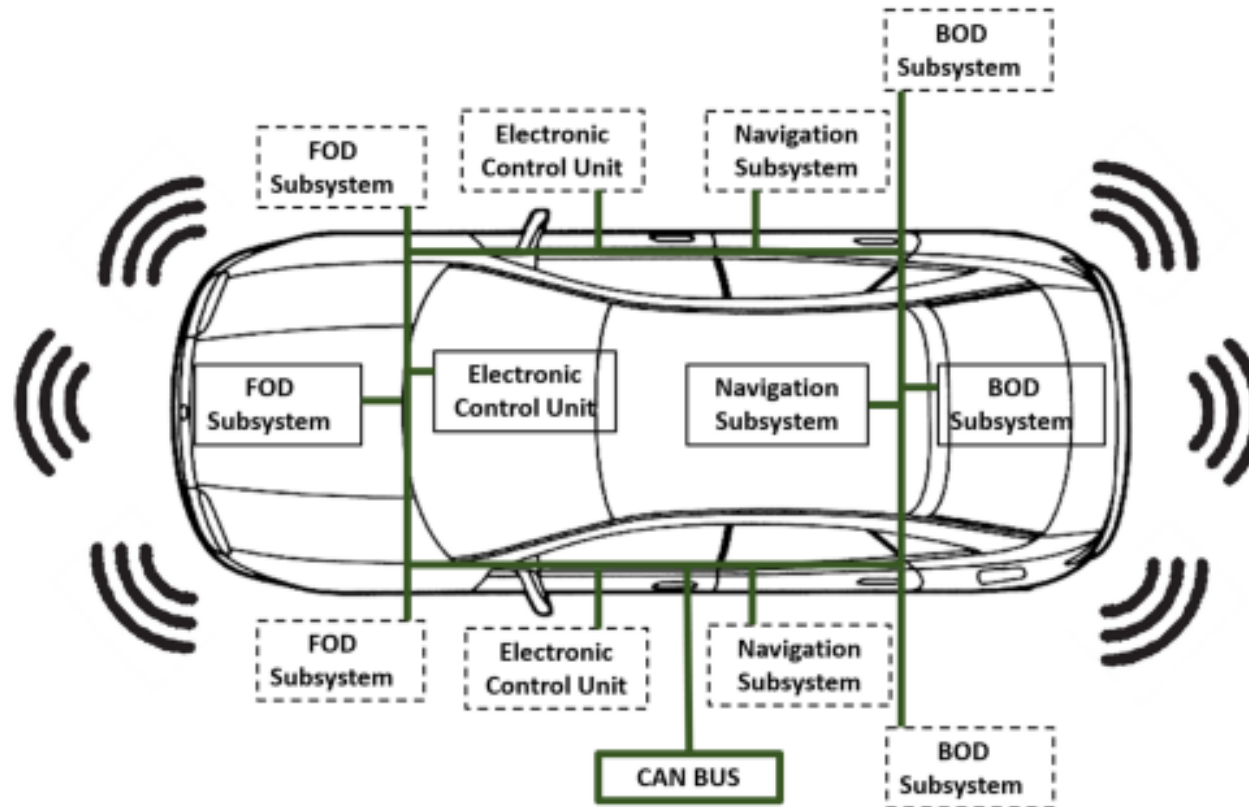 BOD
Subsystem
FOD
Subsystem
Electronic
Control Unit
Navigation
Subsystem
FOD
Subsystem
Electronic
Control Unit
Navigation
Subsystem
BOD
Subsystem
FOD
Subsystem
Electronic
Control Unit
Navigation
Subsystem
BOD
Subsystem
CAN BUS